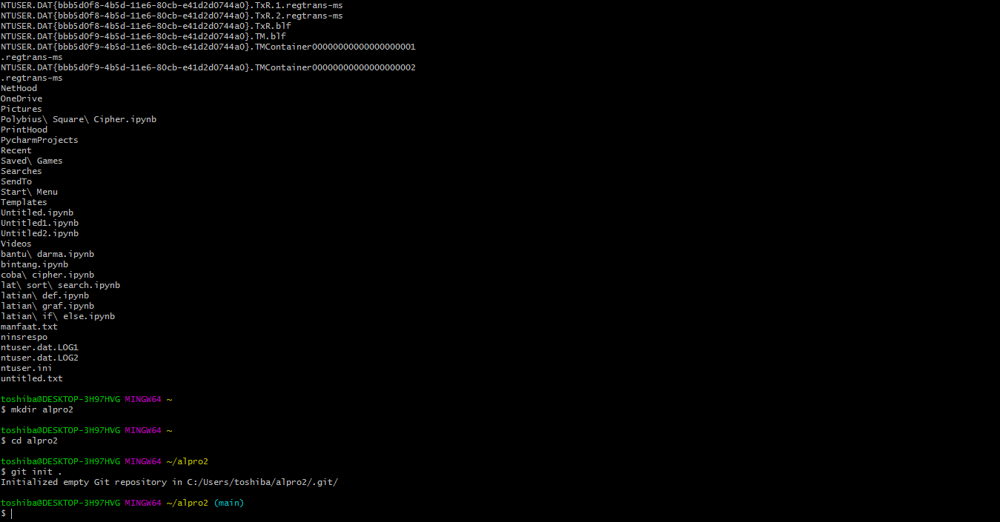 NTUSER.DAT{bbb5d0f8-4b5d-11e6-80cb-e41d2d0744a0}.TxR.1.regtrans-ms
NTUSER.DAT{bbb5d0f8-4b5d-11e6-80cb-e41d2d0744a0}.TxR.2.regtrans-ms
NTUSER.DAT{bbb5d0f8-4b5d-11e6-80cb-e41d2d0744a0}.TxR.blf
NTUSER.DAT{bbb5d0f9-4b5d-11e6-80cb-e41d2d0744a0}.TM.blf
NTUSER.DAT{bbb5d0f9-4b5d-11e6-80cb-e41d2d0744a0}.TMContainer00000000000000000001
.regtrans-ms
NTUSER.DAT{bbb5d0f9-4b5d-11e6-80cb-e41d2d0744a0}.TMContainer00000000000000000002
.regtrans-ms
NetHood
OneDrive
Pictures
Polybius\ Square\ Cipher.ipynb
PrintHood
PycharmProjects
Recent
Saved\ Games
Searches
SendTo
Start\ Menu
Templates
Untitled.ipynb
Untitled1.ipynb
Untitled2.ipynb
Videos
bantu\ darma.ipynb
bintang.ipynb
coba\ cipher.ipynb
lat\ sort\ search.ipynb
latian\ def.ipynb
latian\ graf.ipynb
latian\ if\ else.ipynb
manfaat.txt
ninsrespo
ntuser.dat.LOG1
ntuser.dat.LOG2
ntuser.ini
untitled.txt
toshiba@DESKTOP-3H97HVG MINGW64 ~
$ mkdir alpro2
toshiba@DESKTOP-3H97HVG MINGW64 ~
$ cd alpro2
toshiba@DESKTOP-3H97HVG MINGW64 ~/alpro2
$ git init .
Initialized empty Git repository in C:/Users/toshiba/alpro2/.git/
toshiba@DESKTOP-3H97HVG MINGW64 ~/alpro2 (main)
$